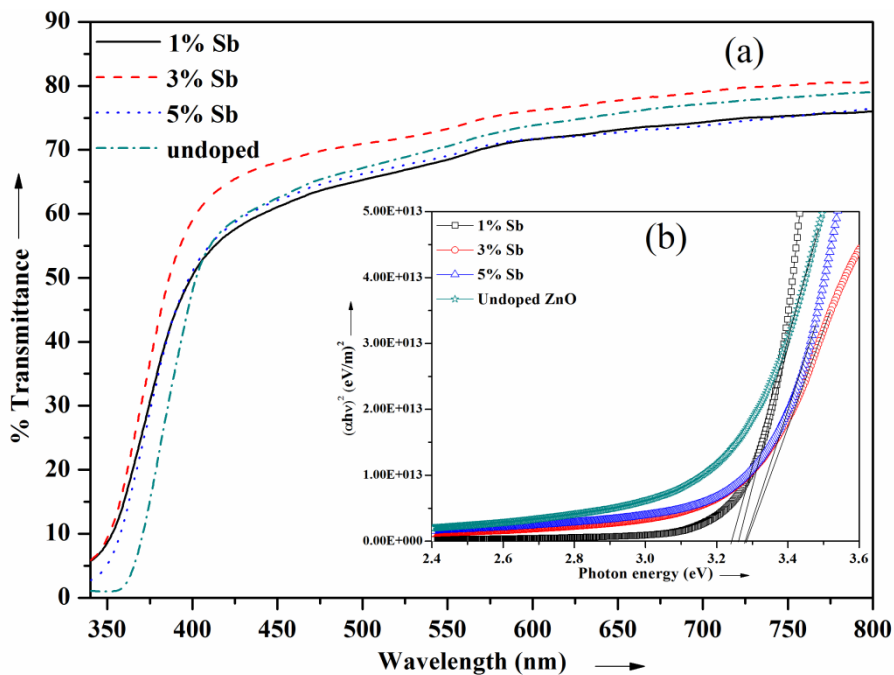 (a)
1% Sb
3% Sb
5% Sb
undoped
% Transmittance
90
80
70
60
50
40
30
20
10
0
350
400
450
500
550
600
650
700
750
800
Wavelength (nm)
(b)
1% Sb
3% Sb
5% Sb
Undoped ZnO
(αhν)² (eV/m)²
5.00E+013
4.00E+013
3.00E+013
2.00E+013
1.00E+013
0.00E+000
2.4
2.6
2.8
3.0
3.2
3.4
3.6
Photon energy (eV)